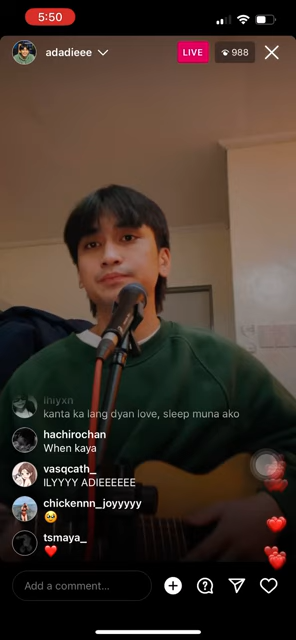 5:50
adadieee
LIVE
988
iniyxn
kanta ka lang dyan love, sleep muna ako
hachirochan
When kaya
vasqcath_
ILYYYY ADIEEEEEE
chickennn_joyyyyy
🥹
tsmaya_
❤️
Add a comment...